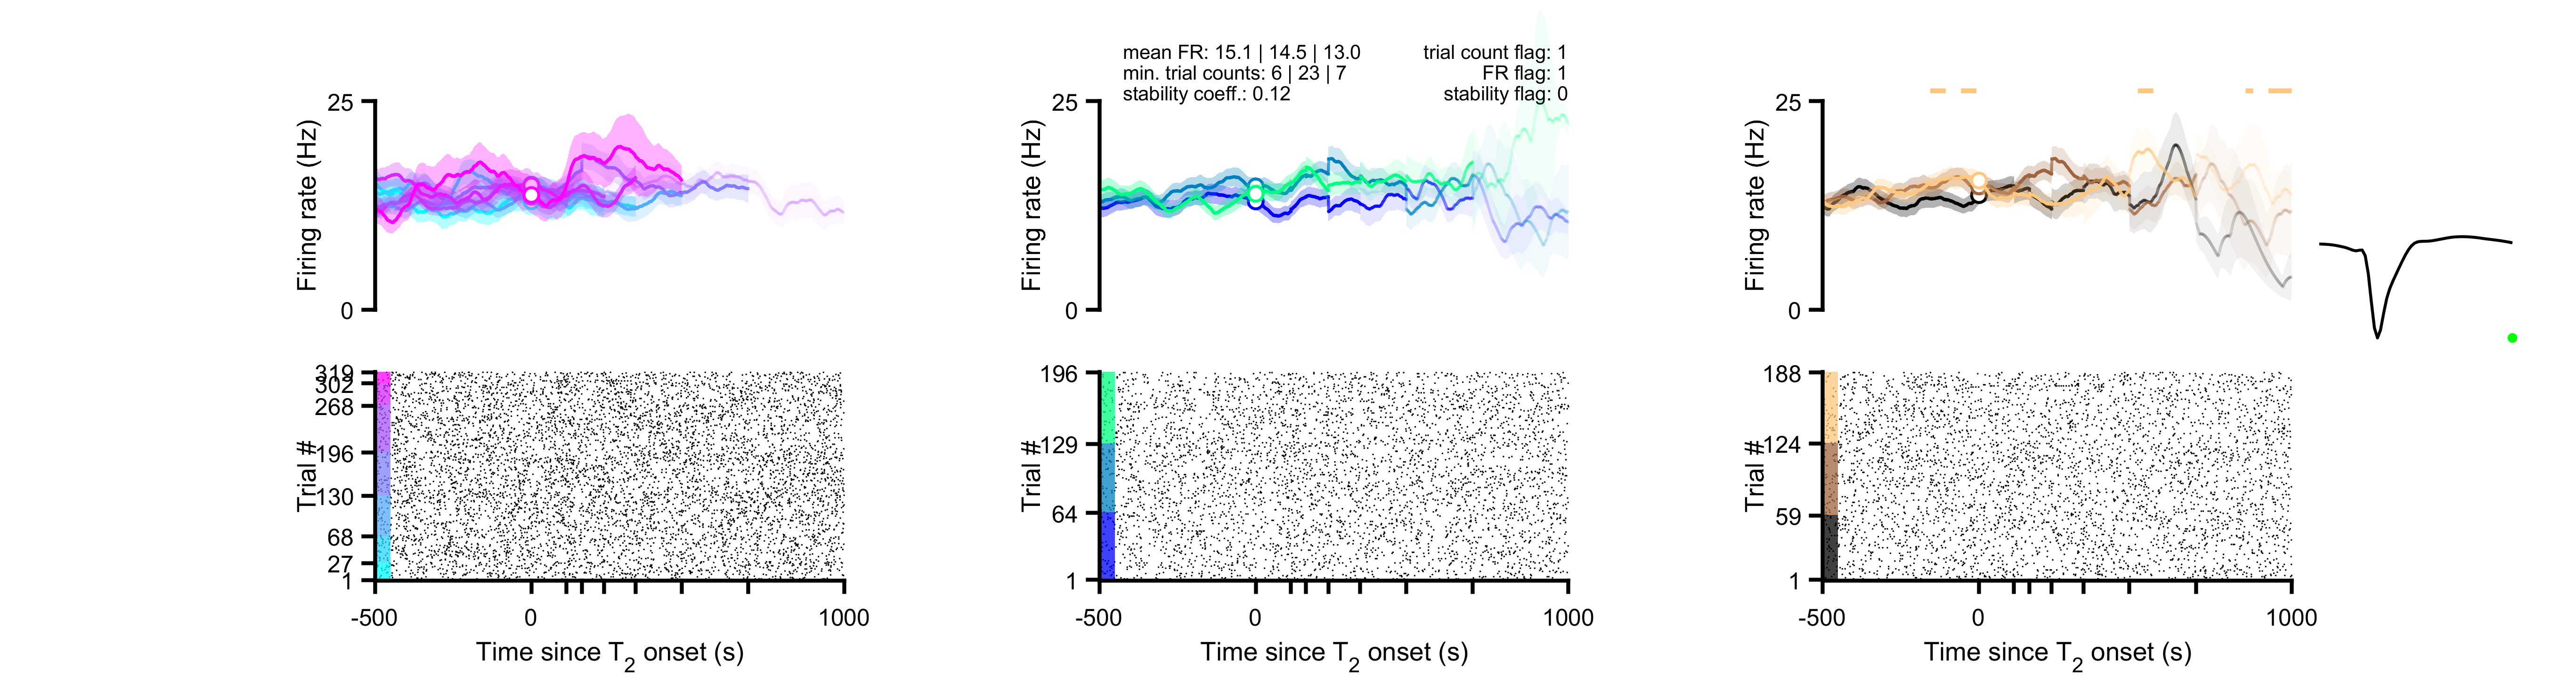 mean FR: 15.1 | 14.5 | 13.0
min. trial counts: 6 | 23 | 7
stability coeff.: 0.12
trial count flag: 1
FR flag: 1
stability flag: 0
25
0
Firing rate (Hz)
25
0
Firing rate (Hz)
25
0
Firing rate (Hz)
319
302
268
196
130
68
27
1
Trial #
-500
0
1000
Time since T2 onset (s)
196
129
64
1
Trial #
-500
0
1000
Time since T2 onset (s)
188
124
59
1
Trial #
-500
0
1000
Time since T2 onset (s)